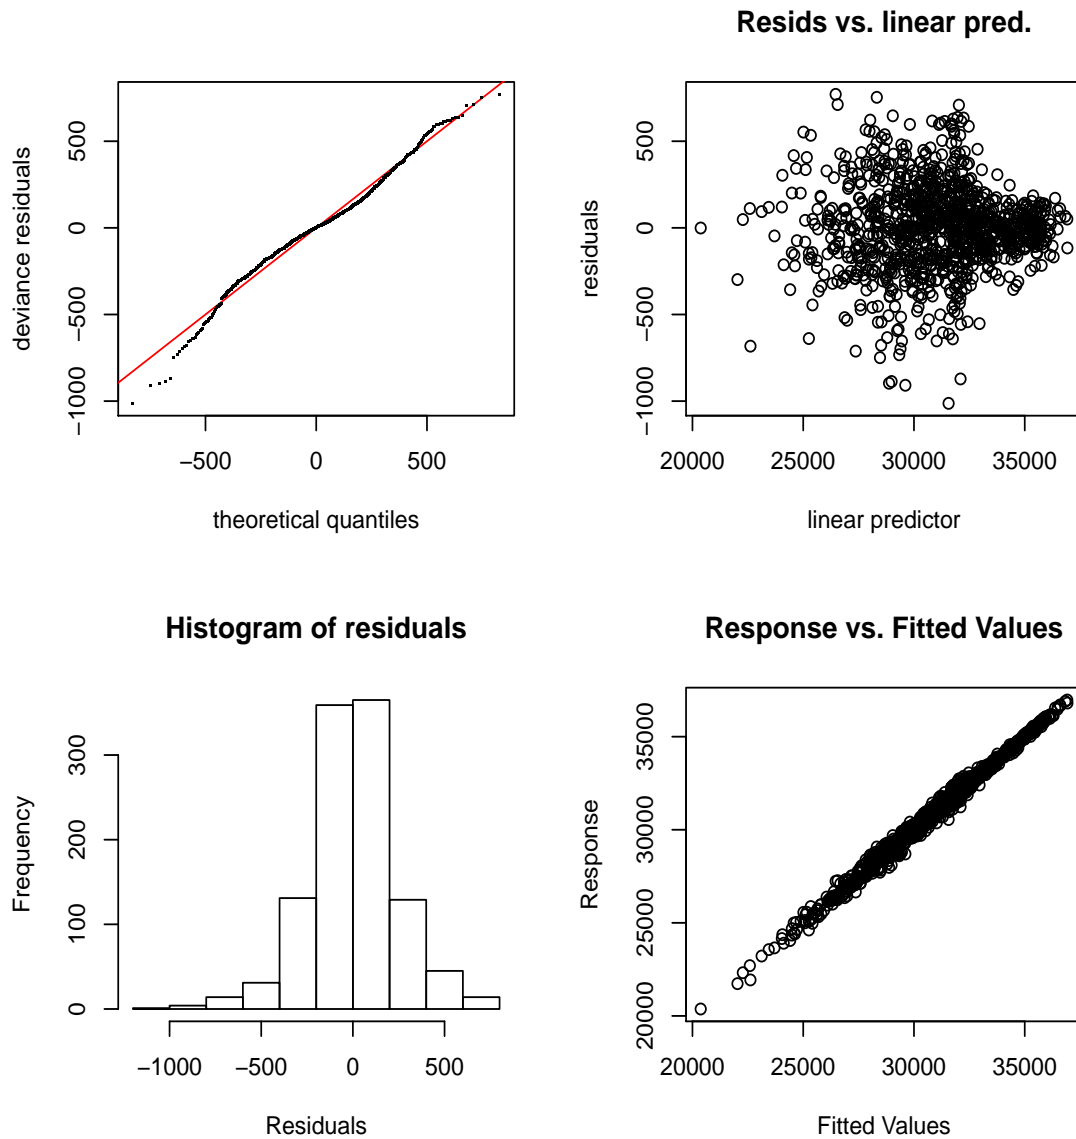 Resids vs. linear pred.
deviance residuals
−1000 −500 0 500
−500 0 500
theoretical quantiles
residuals
−1000 −500 0 500
20000 25000 30000 35000
linear predictor
Histogram of residuals
Frequency
0 100 200 300
−1000 −500 0 500
Residuals
Response vs. Fitted Values
Response
20000 25000 30000 35000
20000 25000 30000 35000
Fitted Values